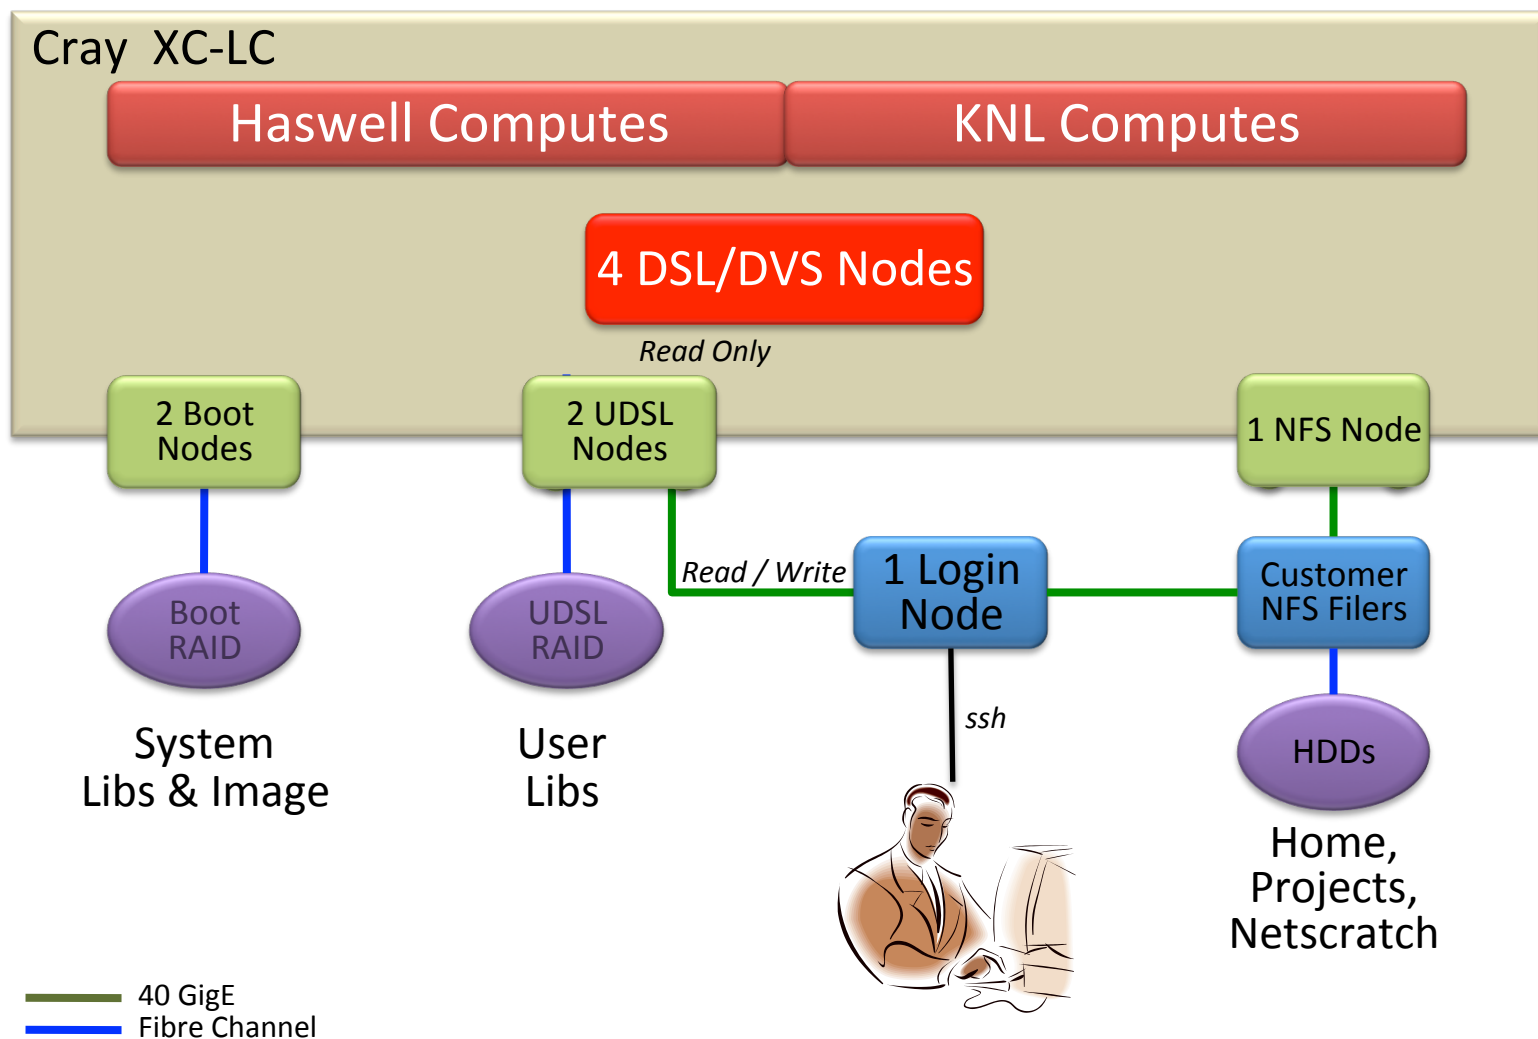 Cray XC-LC
Haswell Computes
KNL Computes
4 DSL/DVS Nodes
Read Only
2 Boot
Nodes
2 UDSL
Nodes
1 NFS Node
Read / Write
1 Login
Node
Customer
NFS Filers
Boot
RAID
UDSL
RAID
ssh
HDDs
System
Libs & Image
User
Libs
Home,
Projects,
Netscratch
40 GigE
Fibre Channel